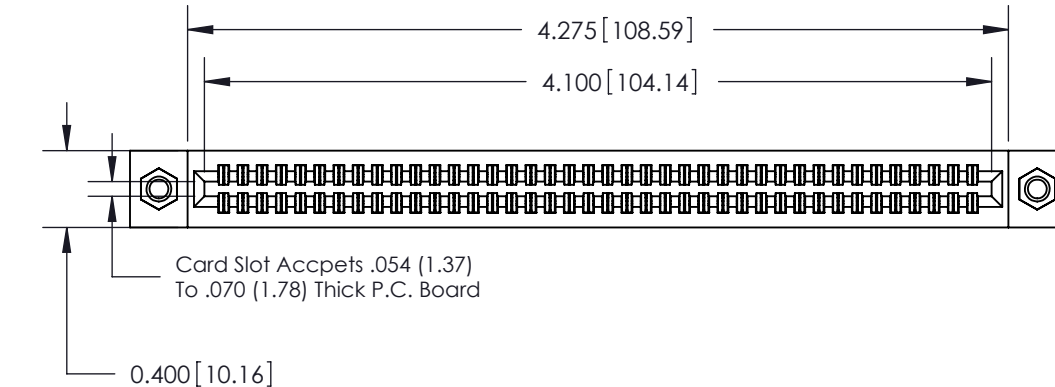 4.275[108.59]
4.100[104.14]
Card Slot Accpets .054 (1.37)
To .070 (1.78) Thick P.C. Board
0.400[10.16]